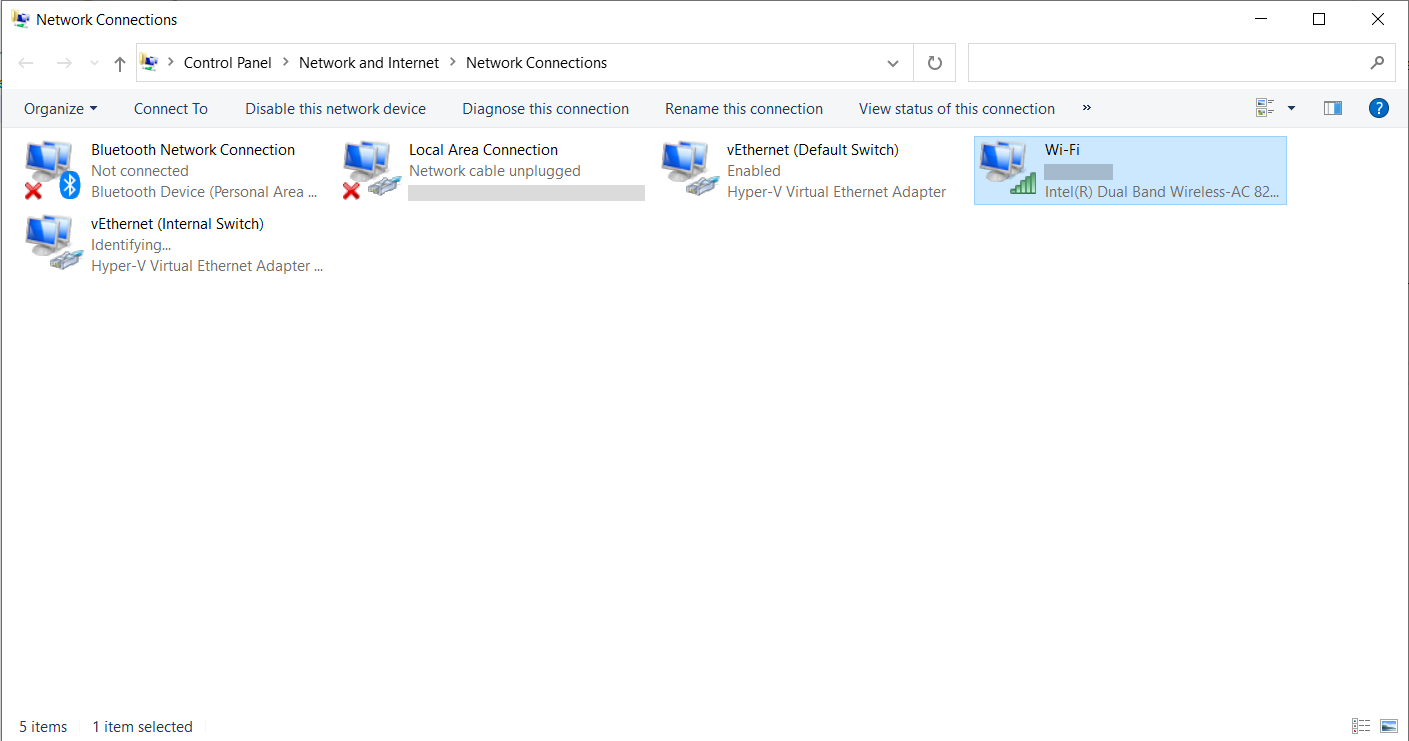 Network Connections
Control Panel > Network and Internet > Network Connections
Organize Connect To Disable this network device Diagnose this connection Rename this connection View status of this connection »
Bluetooth Network Connection
Not connected
Bluetooth Device (Personal Area ...
Local Area Connection
Network cable unplugged
vEthernet (Default Switch)
Enabled
Hyper-V Virtual Ethernet Adapter
Wi-Fi
Intel(R) Dual Band Wireless-AC 82...
vEthernet (Internal Switch)
Identifying...
Hyper-V Virtual Ethernet Adapter ...
5 items 1 item selected